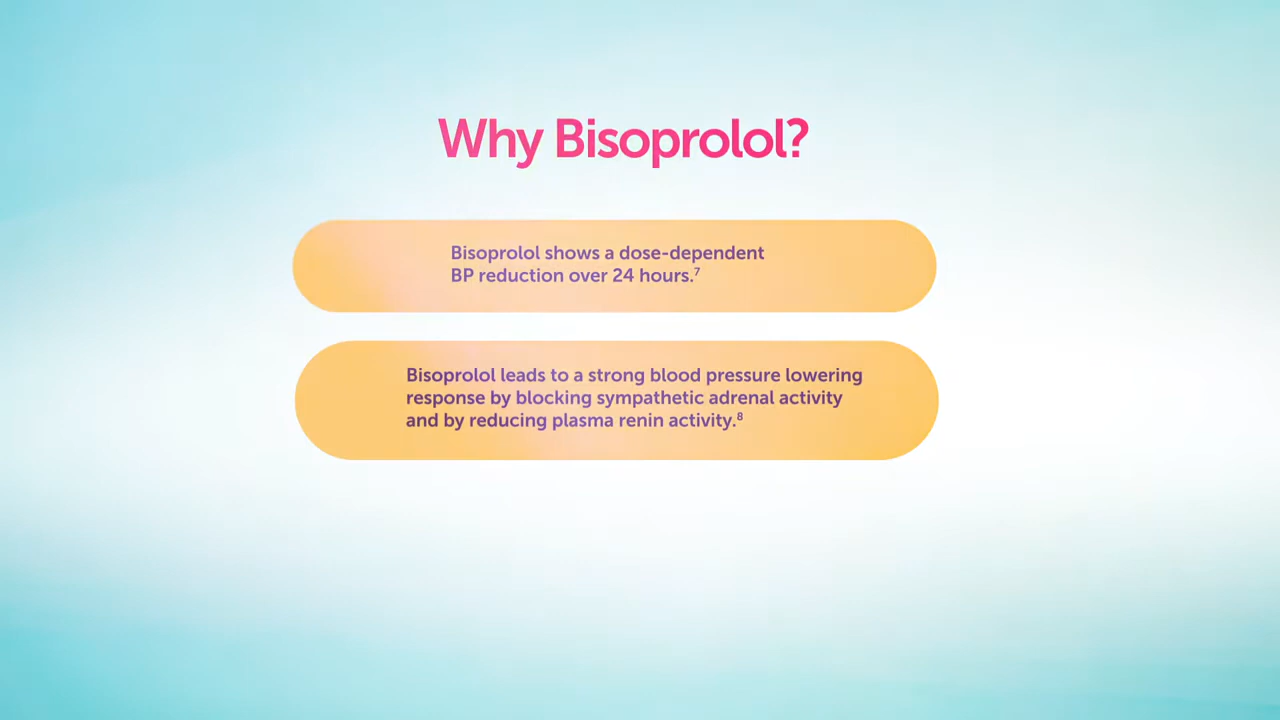 Why Bisoprolol?
Bisoprolol shows a dose-dependent
BP reduction over 24 hours.⁷
Bisoprolol leads to a strong blood pressure lowering
response by blocking sympathetic adrenal activity
and by reducing plasma renin activity.⁸